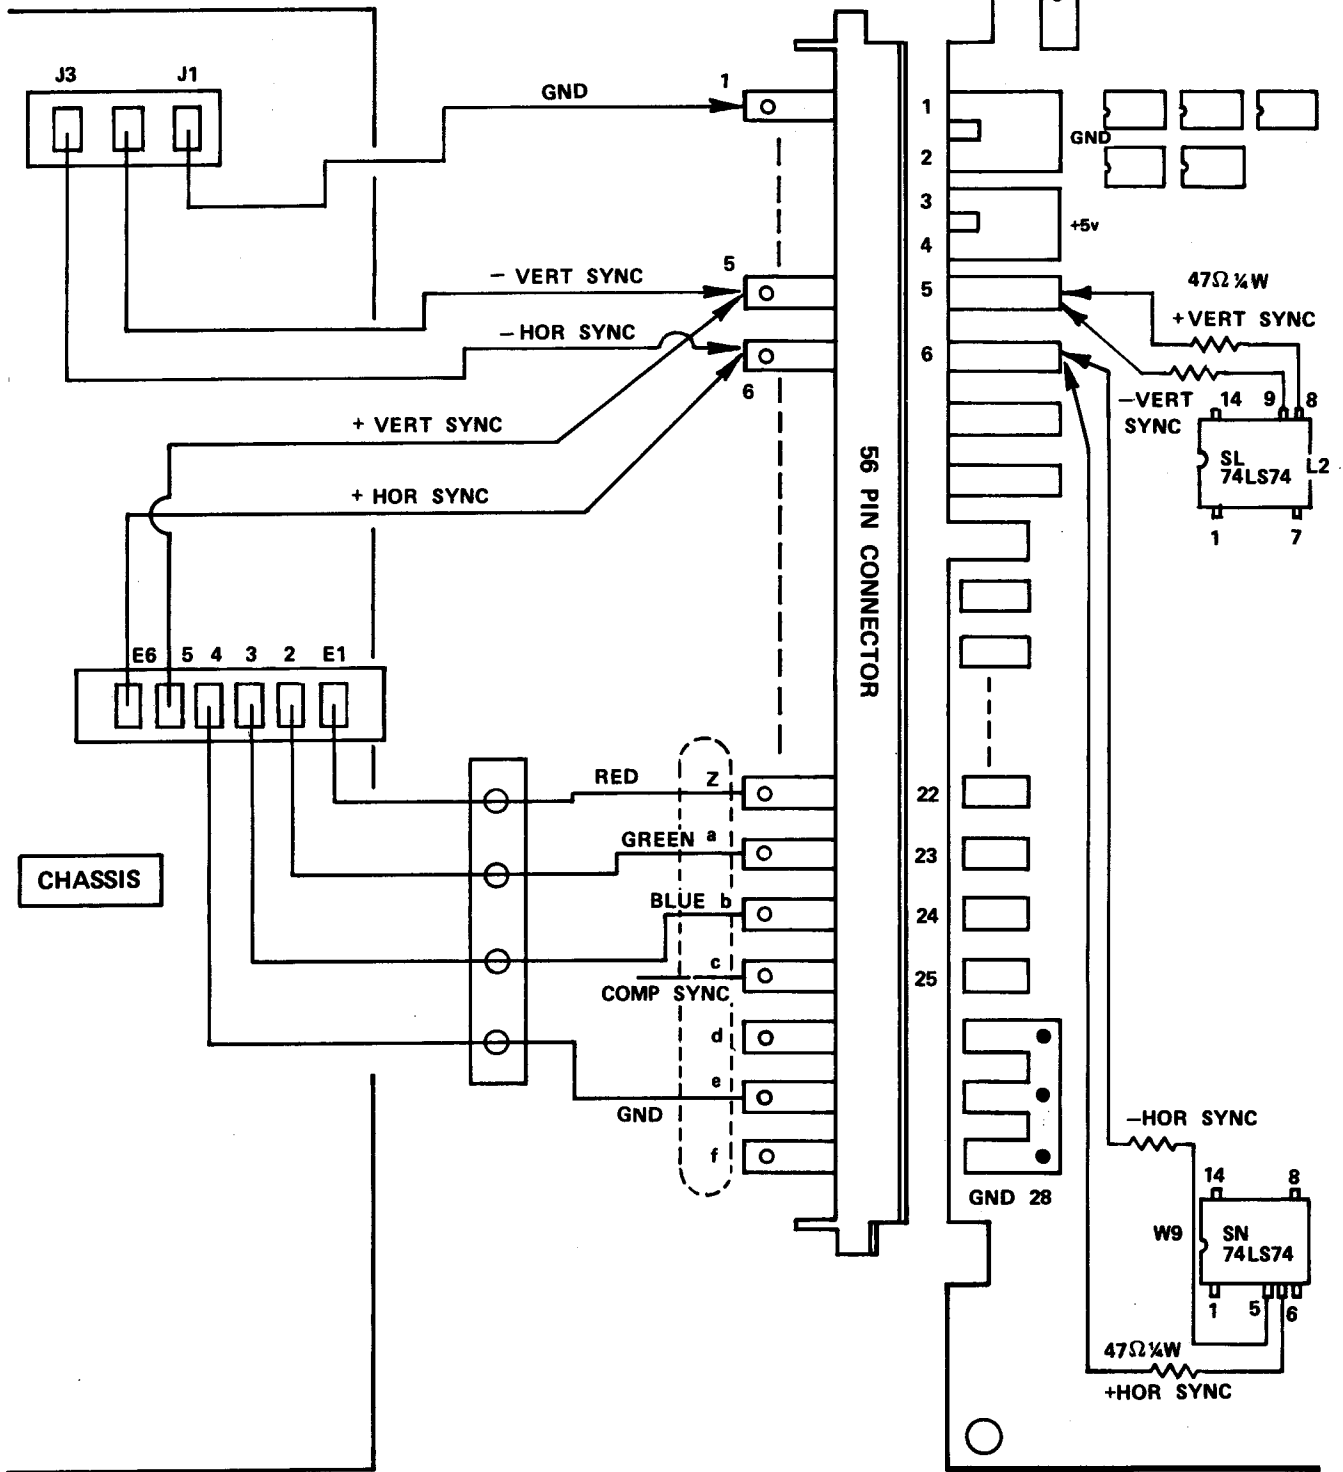 J3 J1
GND
1
1
GND
2
3
+5v
4
5
- VERT SYNC
5
47Ω ¼W
+VERT SYNC
- HOR SYNC
6
6
-VERT
SYNC
14 9 8
+ VERT SYNC
SL
74LS74
L2
1 7
+ HOR SYNC
56 PIN CONNECTOR
E6 5 4 3 2 E1
RED Z
22
GREEN a
23
CHASSIS
BLUE b
24
c
25
COMP SYNC
d
e
GND
f
GND 28
-HOR SYNC
14 8
W9
SN
74LS74
1 5 6
47Ω ¼W
+HOR SYNC